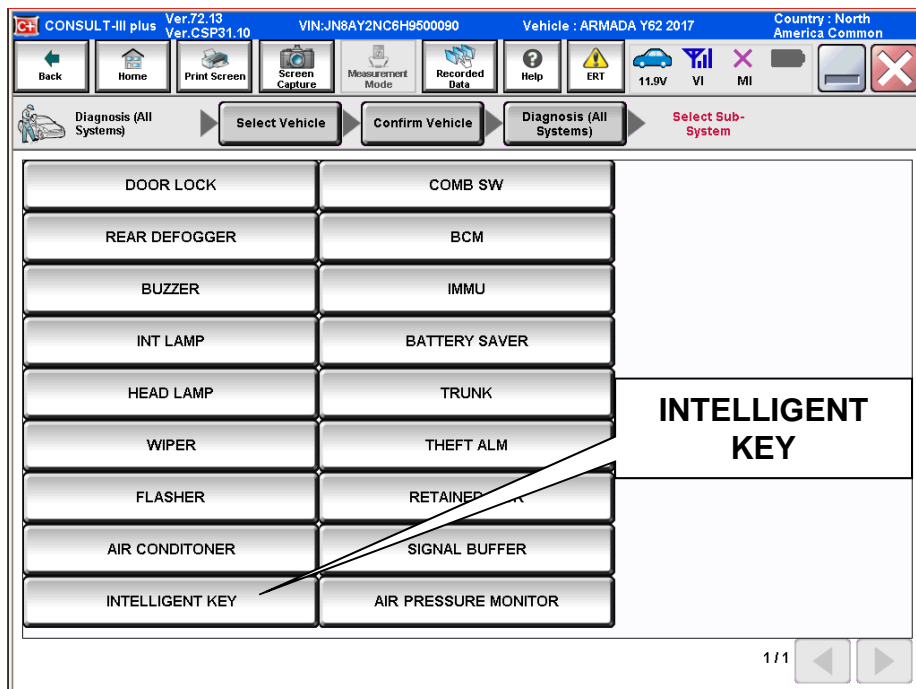 C+ CONSULT-III plus Ver.72.13
Ver.CSP31.10
VIN:JN8AY2NC6H9500090
Vehicle : ARMADA Y62 2017
Country : North
America Common
Back
Home
Print Screen
Screen
Capture
Measurement
Mode
Recorded
Data
Help
ERT
11.9V
VI
MI
Diagnosis (All
Systems)
Select Vehicle
Confirm Vehicle
Diagnosis (All
Systems)
Select Sub-
System
DOOR LOCK
COMB SW
REAR DEFOGGER
BCM
BUZZER
IMMU
INT LAMP
BATTERY SAVER
HEAD LAMP
TRUNK
WIPER
THEFT ALM
FLASHER
AIR CONDITONER
SIGNAL BUFFER
INTELLIGENT KEY
AIR PRESSURE MONITOR
INTELLIGENT
KEY
1/1